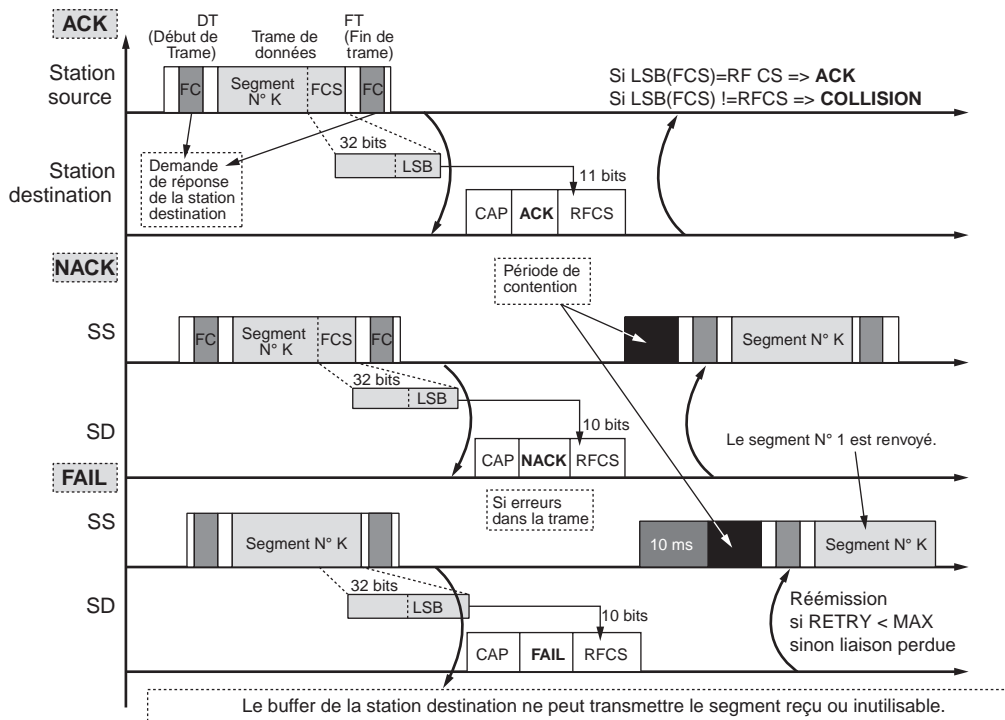 ACK
DT
(Début de
Trame)
Trame de
données
FT
(Fin de
trame)
Station
source
FC
Segment
N° K
FCS
FC
Si LSB(FCS)=RF CS => ACK
Si LSB(FCS) !=RFCS => COLLISION
32 bits
LSB
11 bits
Station
destination
Demande
de réponse
de la station
destination
CAP
ACK
RFCS
NACK
Période de
contention
SS
FC
Segment
N° K
FCS
FC
Segment N° K
32 bits
LSB
10 bits
SD
CAP
NACK
RFCS
Le segment N° 1 est renvoyé.
FAIL
Si erreurs
dans la trame
SS
Segment N° K
10 ms
Segment N° K
32 bits
LSB
10 bits
SD
CAP
FAIL
RFCS
Réémission
si RETRY < MAX
sinon liaison perdue
Le buffer de la station destination ne peut transmettre le segment reçu ou inutilisable.